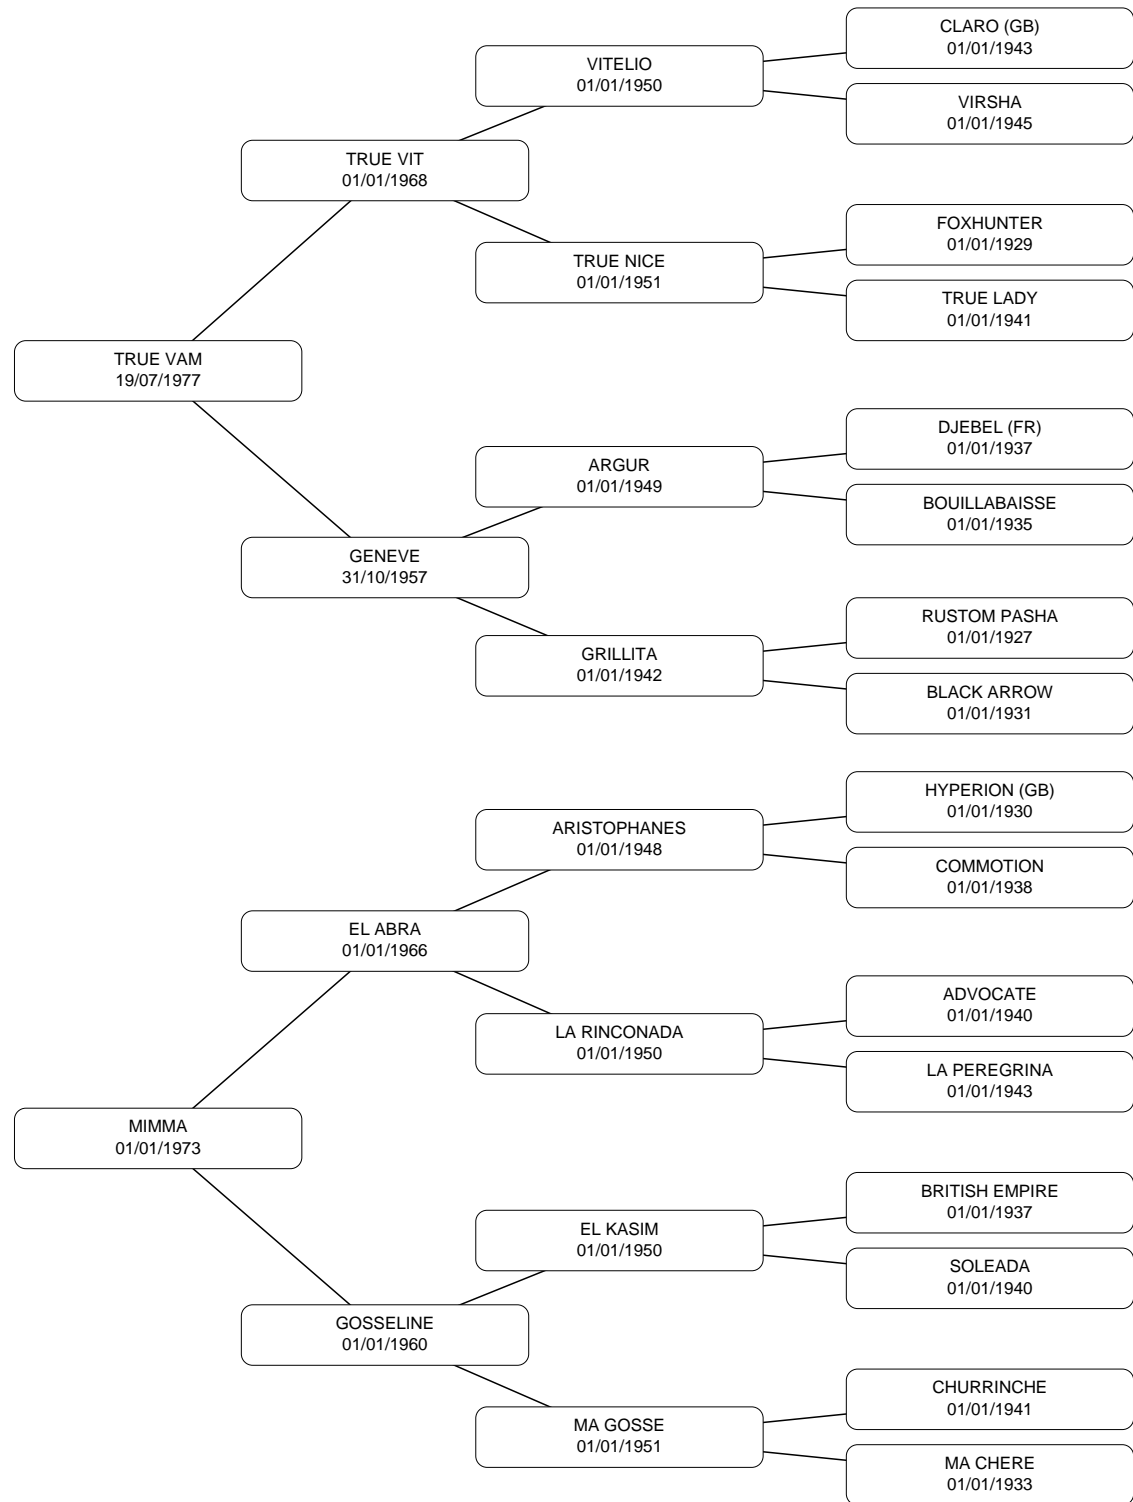 CLARO (GB)
01/01/1943
VITELIO
01/01/1950
VIRSHA
01/01/1945
TRUE VIT
01/01/1968
FOXHUNTER
01/01/1929
TRUE NICE
01/01/1951
TRUE LADY
01/01/1941
TRUE VAM
19/07/1977
DJEBEL (FR)
01/01/1937
ARGUR
01/01/1949
BOUILLABAISSE
01/01/1935
GENEVE
31/10/1957
RUSTOM PASHA
01/01/1927
GRILLITA
01/01/1942
BLACK ARROW
01/01/1931
HYPERION (GB)
01/01/1930
ARISTOPHANES
01/01/1948
COMMOTION
01/01/1938
EL ABRA
01/01/1966
ADVOCATE
01/01/1940
LA RINCONADA
01/01/1950
LA PEREGRINA
01/01/1943
MIMMA
01/01/1973
BRITISH EMPIRE
01/01/1937
EL KASIM
01/01/1950
SOLEADA
01/01/1940
GOSSELINE
01/01/1960
CHURRINCHE
01/01/1941
MA GOSSE
01/01/1951
MA CHERE
01/01/1933